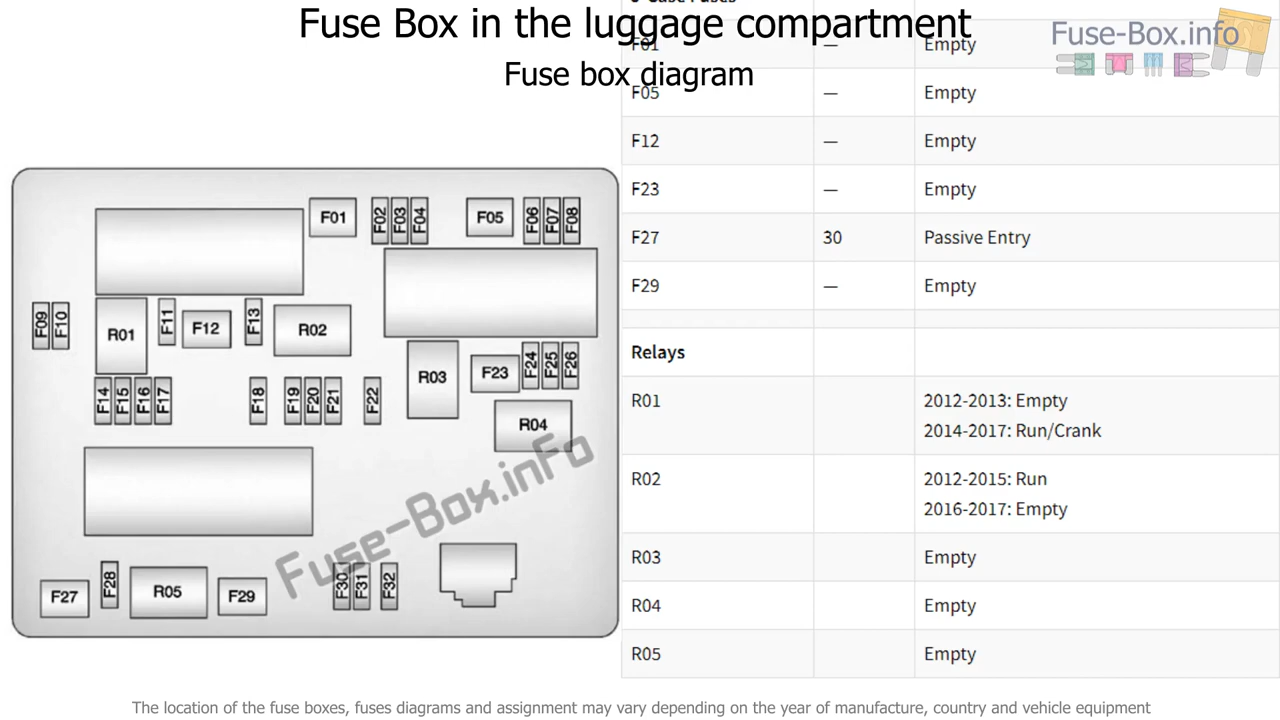 J-Case Fuses
Fuse Box in the luggage compartment
Fuse box diagram
Fuse-Box.info
F01 — Empty
F05 — Empty
F12 — Empty
F23 — Empty
F27 30 Passive Entry
F29 — Empty
Relays
R01 2012-2013: Empty
2014-2017: Run/Crank
R02 2012-2015: Run
2016-2017: Empty
R03 Empty
R04 Empty
R05 Empty
F01 F02 F03 F04 F05 F06 F07 F08
F09 F10 R01 F11 F12 F13 R02
R03 F23 F24 F25 F26
F14 F15 F16 F17 F18 F19 F20 F21 F22
R04
Fuse-Box.inFo
F27 F28 R05 F29 F30 F31 F32
The location of the fuse boxes, fuses diagrams and assignment may vary depending on the year of manufacture, country and vehicle equipment